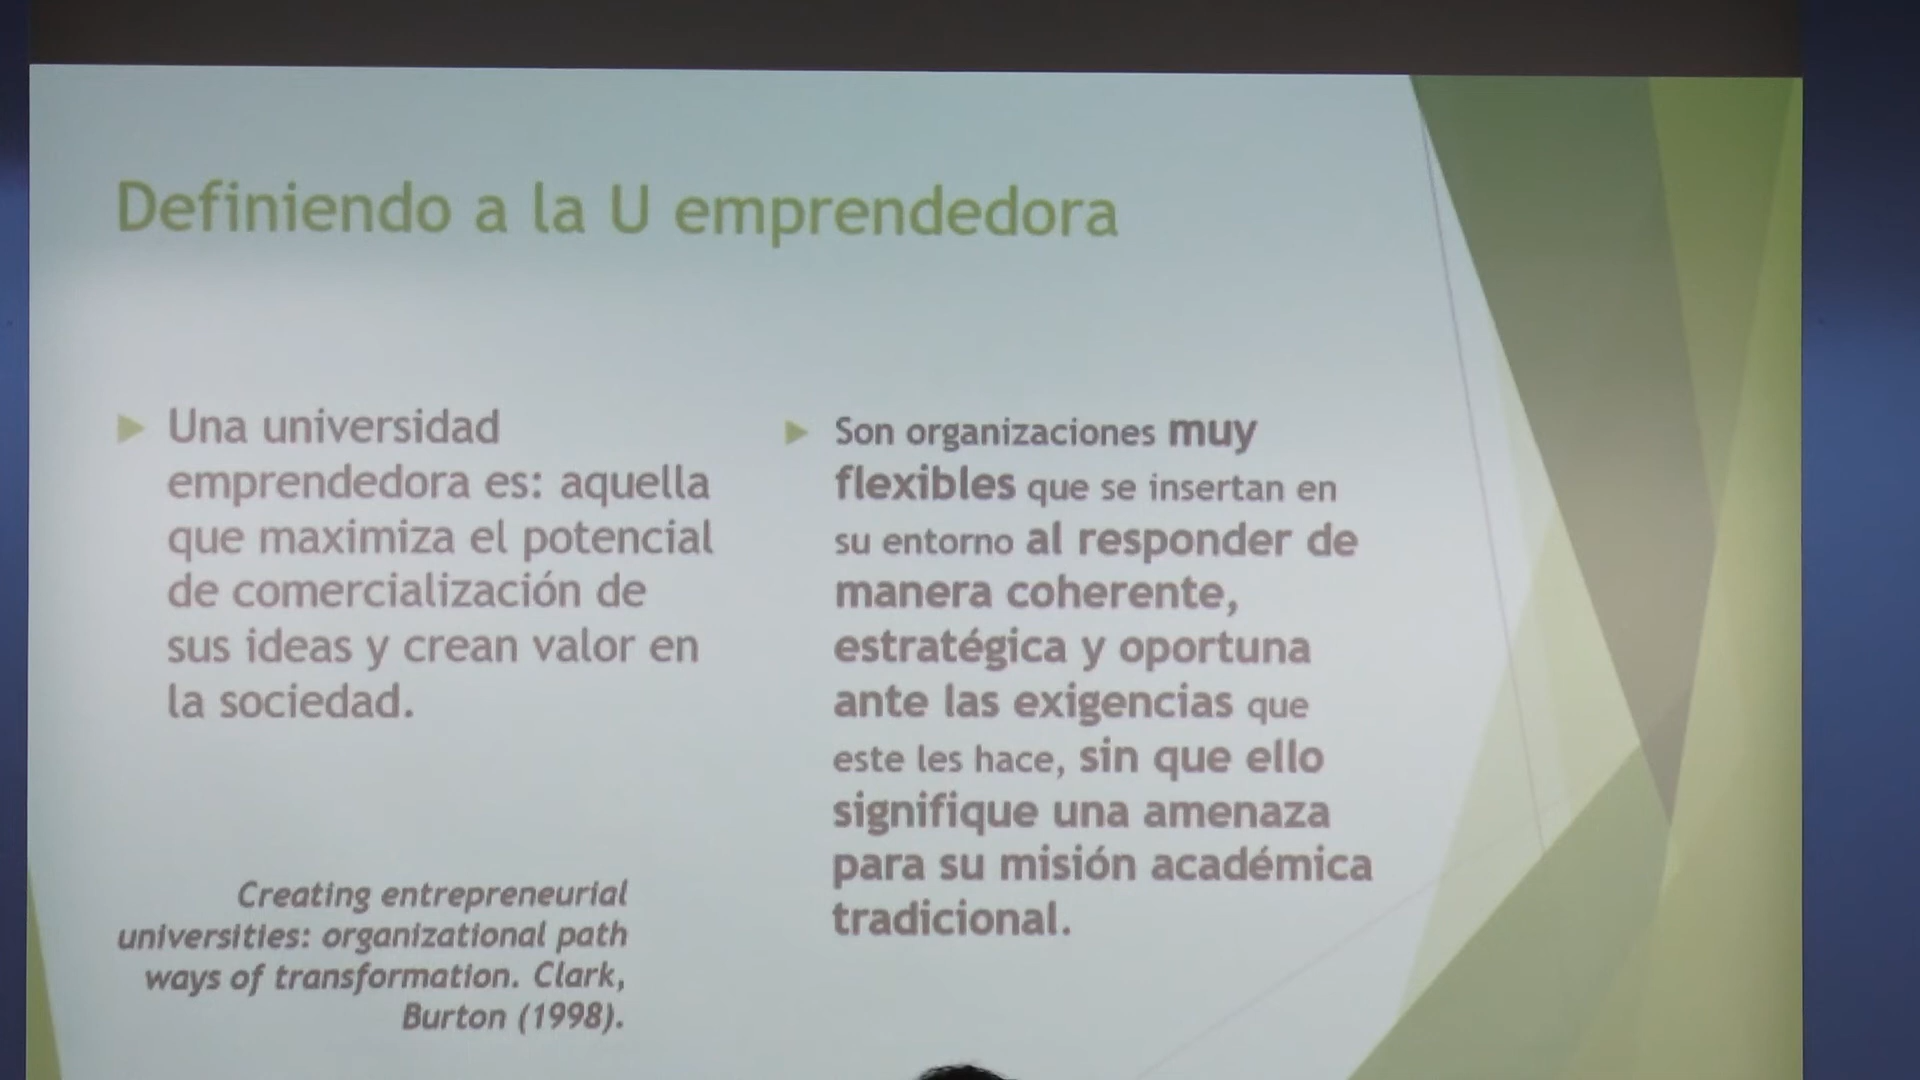 Definiendo a la U emprendedora
Una universidad
emprendedora es: aquella
que maximiza el potencial
de comercialización de
sus ideas y crean valor en
la sociedad.
Creating entrepreneurial
universities: organizational path
ways of transformation. Clark,
Burton (1998).
Son organizaciones muy
flexibles que se insertan en
su entorno al responder de
manera coherente,
estratégica y oportuna
ante las exigencias que
este les hace, sin que ello
signifique una amenaza
para su misión académica
tradicional.